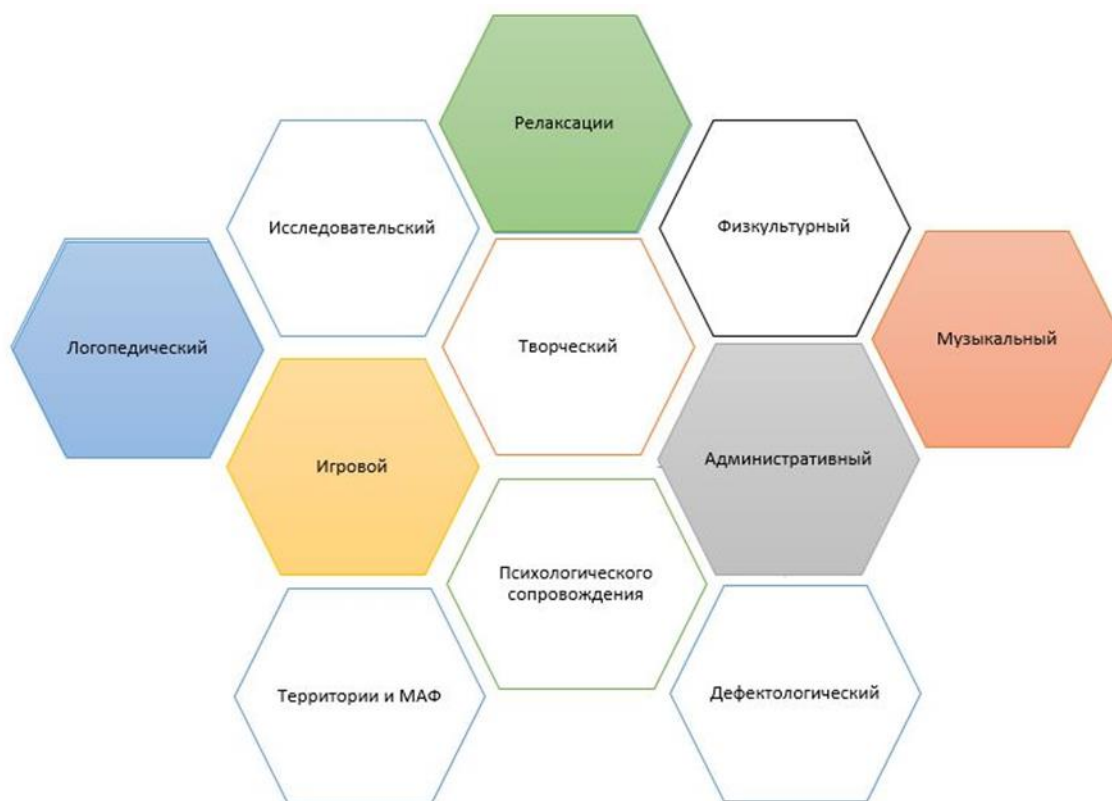 Релаксации
Исследовательский
Физкультурный
Логопедический
Творческий
Музыкальный
Игровой
Административный
Психологического
сопровождения
Территории и МАФ
Дефектологический